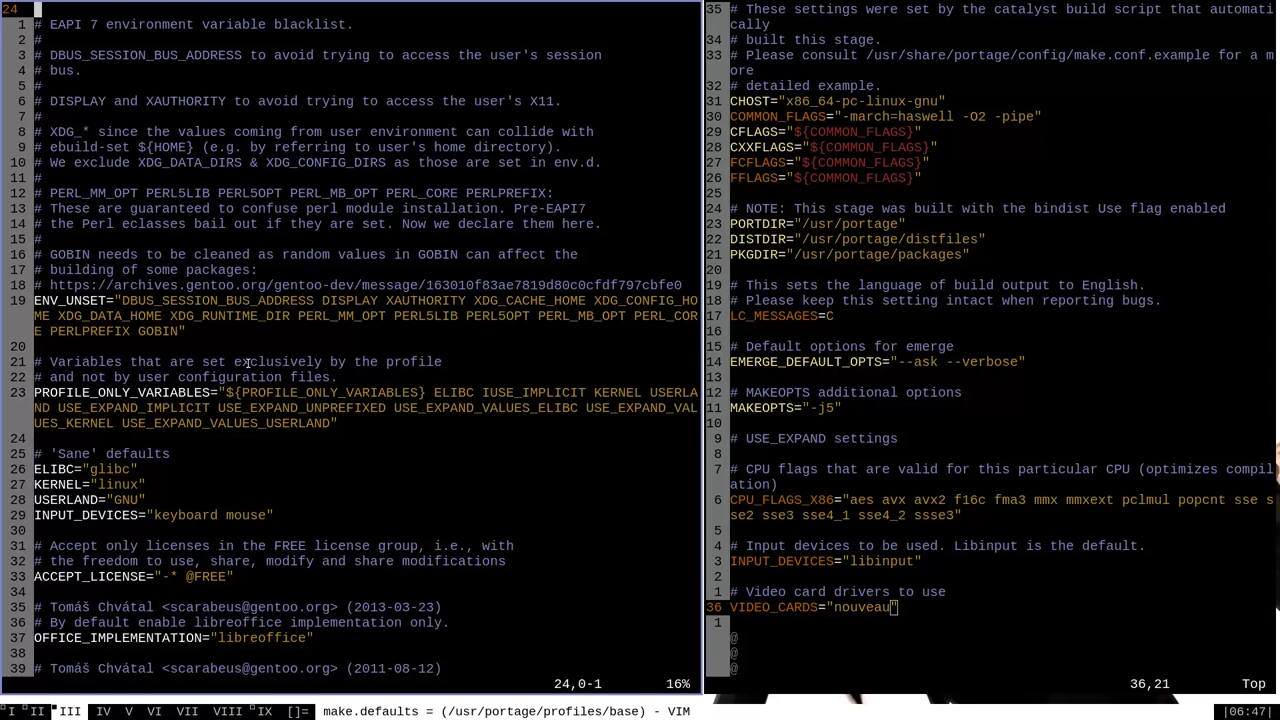 24
1 # EAPI 7 environment variable blacklist.
2 #
3 # DBUS_SESSION_BUS_ADDRESS to avoid trying to access the user's session
4 # bus.
5 #
6 # DISPLAY and XAUTHORITY to avoid trying to access the user's X11.
7 #
8 # XDG_* since the values coming from user environment can collide with
9 # ebuild-set ${HOME} (e.g. by referring to user's home directory).
10 # We exclude XDG_DATA_DIRS & XDG_CONFIG_DIRS as those are set in env.d.
11 #
12 # PERL_MM_OPT PERL5LIB PERL5OPT PERL_MB_OPT PERL_CORE PERLPREFIX:
13 # These are guaranteed to confuse perl module installation. Pre-EAPI7
14 # the Perl eclasses bail out if they are set. Now we declare them here.
15 #
16 # GOBIN needs to be cleaned as random values in GOBIN can affect the
17 # building of some packages:
18 # https://archives.gentoo.org/gentoo-dev/message/163010f83ae7819d80c0cfdf797cbfe0
19 ENV_UNSET="DBUS_SESSION_BUS_ADDRESS DISPLAY XAUTHORITY XDG_CACHE_HOME XDG_CONFIG_HO
ME XDG_DATA_HOME XDG_RUNTIME_DIR PERL_MM_OPT PERL5LIB PERL5OPT PERL_MB_OPT PERL_COR
E PERLPREFIX GOBIN"
20
21 # Variables that are set exclusively by the profile
22 # and not by user configuration files.
23 PROFILE_ONLY_VARIABLES="${PROFILE_ONLY_VARIABLES} ELIBC IUSE_IMPLICIT KERNEL USERLA
ND USE_EXPAND_IMPLICIT USE_EXPAND_UNPREFIXED USE_EXPAND_VALUES_ELIBC USE_EXPAND_VAL
UES_KERNEL USE_EXPAND_VALUES_USERLAND"
24
25 # 'Sane' defaults
26 ELIBC="glibc"
27 KERNEL="linux"
28 USERLAND="GNU"
29 INPUT_DEVICES="keyboard mouse"
30
31 # Accept only licenses in the FREE license group, i.e., with
32 # the freedom to use, share, modify and share modifications
33 ACCEPT_LICENSE="-* @FREE"
34
35 # Tomáš Chvátal <scarabeus@gentoo.org> (2013-03-23)
36 # By default enable libreoffice implementation only.
37 OFFICE_IMPLEMENTATION="libreoffice"
38
39 # Tomáš Chvátal <scarabeus@gentoo.org> (2011-08-12)
24,0-1 16%
35 # These settings were set by the catalyst build script that automati
cally
34 # built this stage.
33 # Please consult /usr/share/portage/config/make.conf.example for a m
ore
32 # detailed example.
31 CHOST="x86_64-pc-linux-gnu"
30 COMMON_FLAGS="-march=haswell -O2 -pipe"
29 CFLAGS="${COMMON_FLAGS}"
28 CXXFLAGS="${COMMON_FLAGS}"
27 FCFLAGS="${COMMON_FLAGS}"
26 FFLAGS="${COMMON_FLAGS}"
25
24 # NOTE: This stage was built with the bindist Use flag enabled
23 PORTDIR="/usr/portage"
22 DISTDIR="/usr/portage/distfiles"
21 PKGDIR="/usr/portage/packages"
20
19 # This sets the language of build output to English.
18 # Please keep this setting intact when reporting bugs.
17 LC_MESSAGES=C
16
15 # Default options for emerge
14 EMERGE_DEFAULT_OPTS="--ask --verbose"
13
12 # MAKEOPTS additional options
11 MAKEOPTS="-j5"
10
9 # USE_EXPAND settings
8
7 # CPU flags that are valid for this particular CPU (optimizes compil
ation)
6 CPU_FLAGS_X86="aes avx avx2 f16c fma3 mmx mmxext pclmul popcnt sse s
se2 sse3 sse4_1 sse4_2 ssse3"
5
4 # Input devices to be used. Libinput is the default.
3 INPUT_DEVICES="libinput"
2
1 # Video card drivers to use
36 VIDEO_CARDS="nouveau"
1
@
@
@
36,21 Top
I II III IV V VI VII VIII IX []= make.defaults = (/usr/portage/profiles/base) - VIM |06:47|